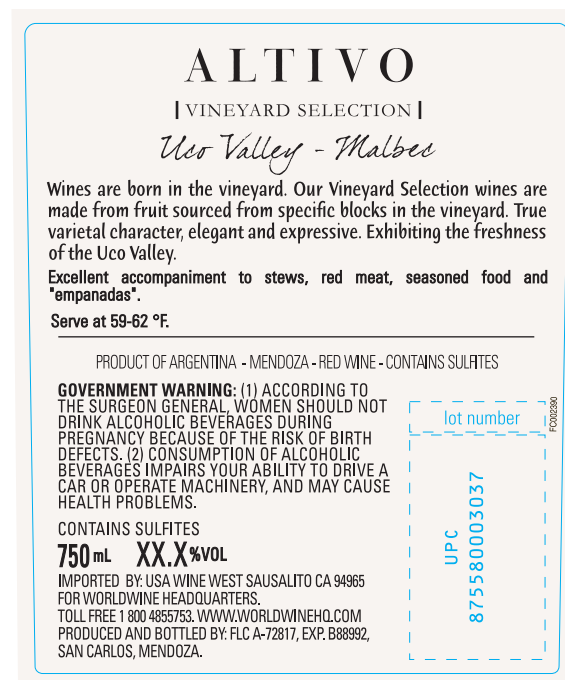 ALTIVO
| VINEYARD SELECTION |
Uco Valley - Malbec
Wines are born in the vineyard. Our Vineyard Selection wines are
made from fruit sourced from specific blocks in the vineyard. True
varietal character, elegant and expressive. Exhibiting the freshness
of the Uco Valley.
Excellent accompaniment to stews, red meat, seasoned food and
"empanadas".
Serve at 59-62 °F.
PRODUCT OF ARGENTINA - MENDOZA - RED WINE - CONTAINS SULFITES
GOVERNMENT WARNING: (1) ACCORDING TO
THE SURGEON GENERAL, WOMEN SHOULD NOT
DRINK ALCOHOLIC BEVERAGES DURING
PREGNANCY BECAUSE OF THE RISK OF BIRTH
DEFECTS. (2) CONSUMPTION OF ALCOHOLIC
BEVERAGES IMPAIRS YOUR ABILITY TO DRIVE A
CAR OR OPERATE MACHINERY, AND MAY CAUSE
HEALTH PROBLEMS.
CONTAINS SULFITES
750 mL XX.X %VOL
IMPORTED BY: USA WINE WEST SAUSALITO CA 94965
FOR WORLDWINE HEADQUARTERS.
TOLL FREE 1 800 4855753. WWW.WORLDWINEHQ.COM
PRODUCED AND BOTTLED BY: FLC A-72817, EXP. B88992,
SAN CARLOS, MENDOZA.
lot number
FC002390
UPC
875580003037